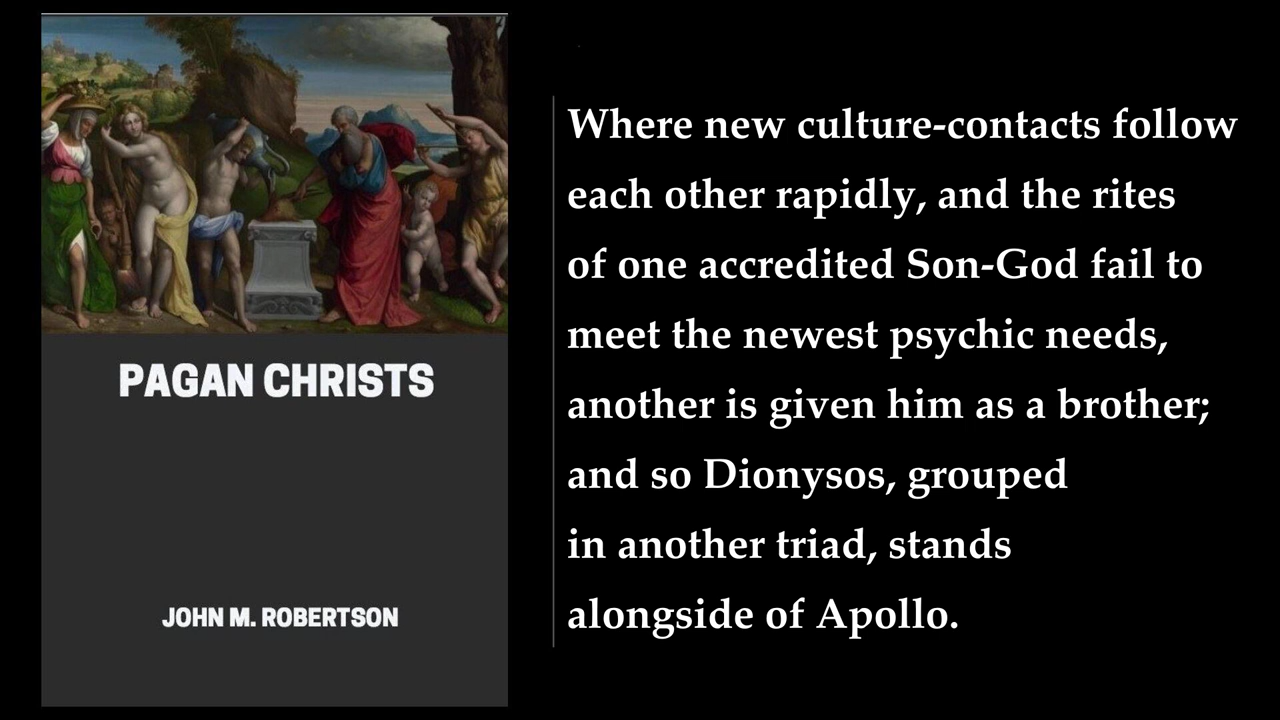 PAGAN CHRISTS
JOHN M. ROBERTSON
Where new culture-contacts follow
each other rapidly, and the rites
of one accredited Son-God fail to
meet the newest psychic needs,
another is given him as a brother;
and so Dionysos, grouped
in another triad, stands
alongside of Apollo.